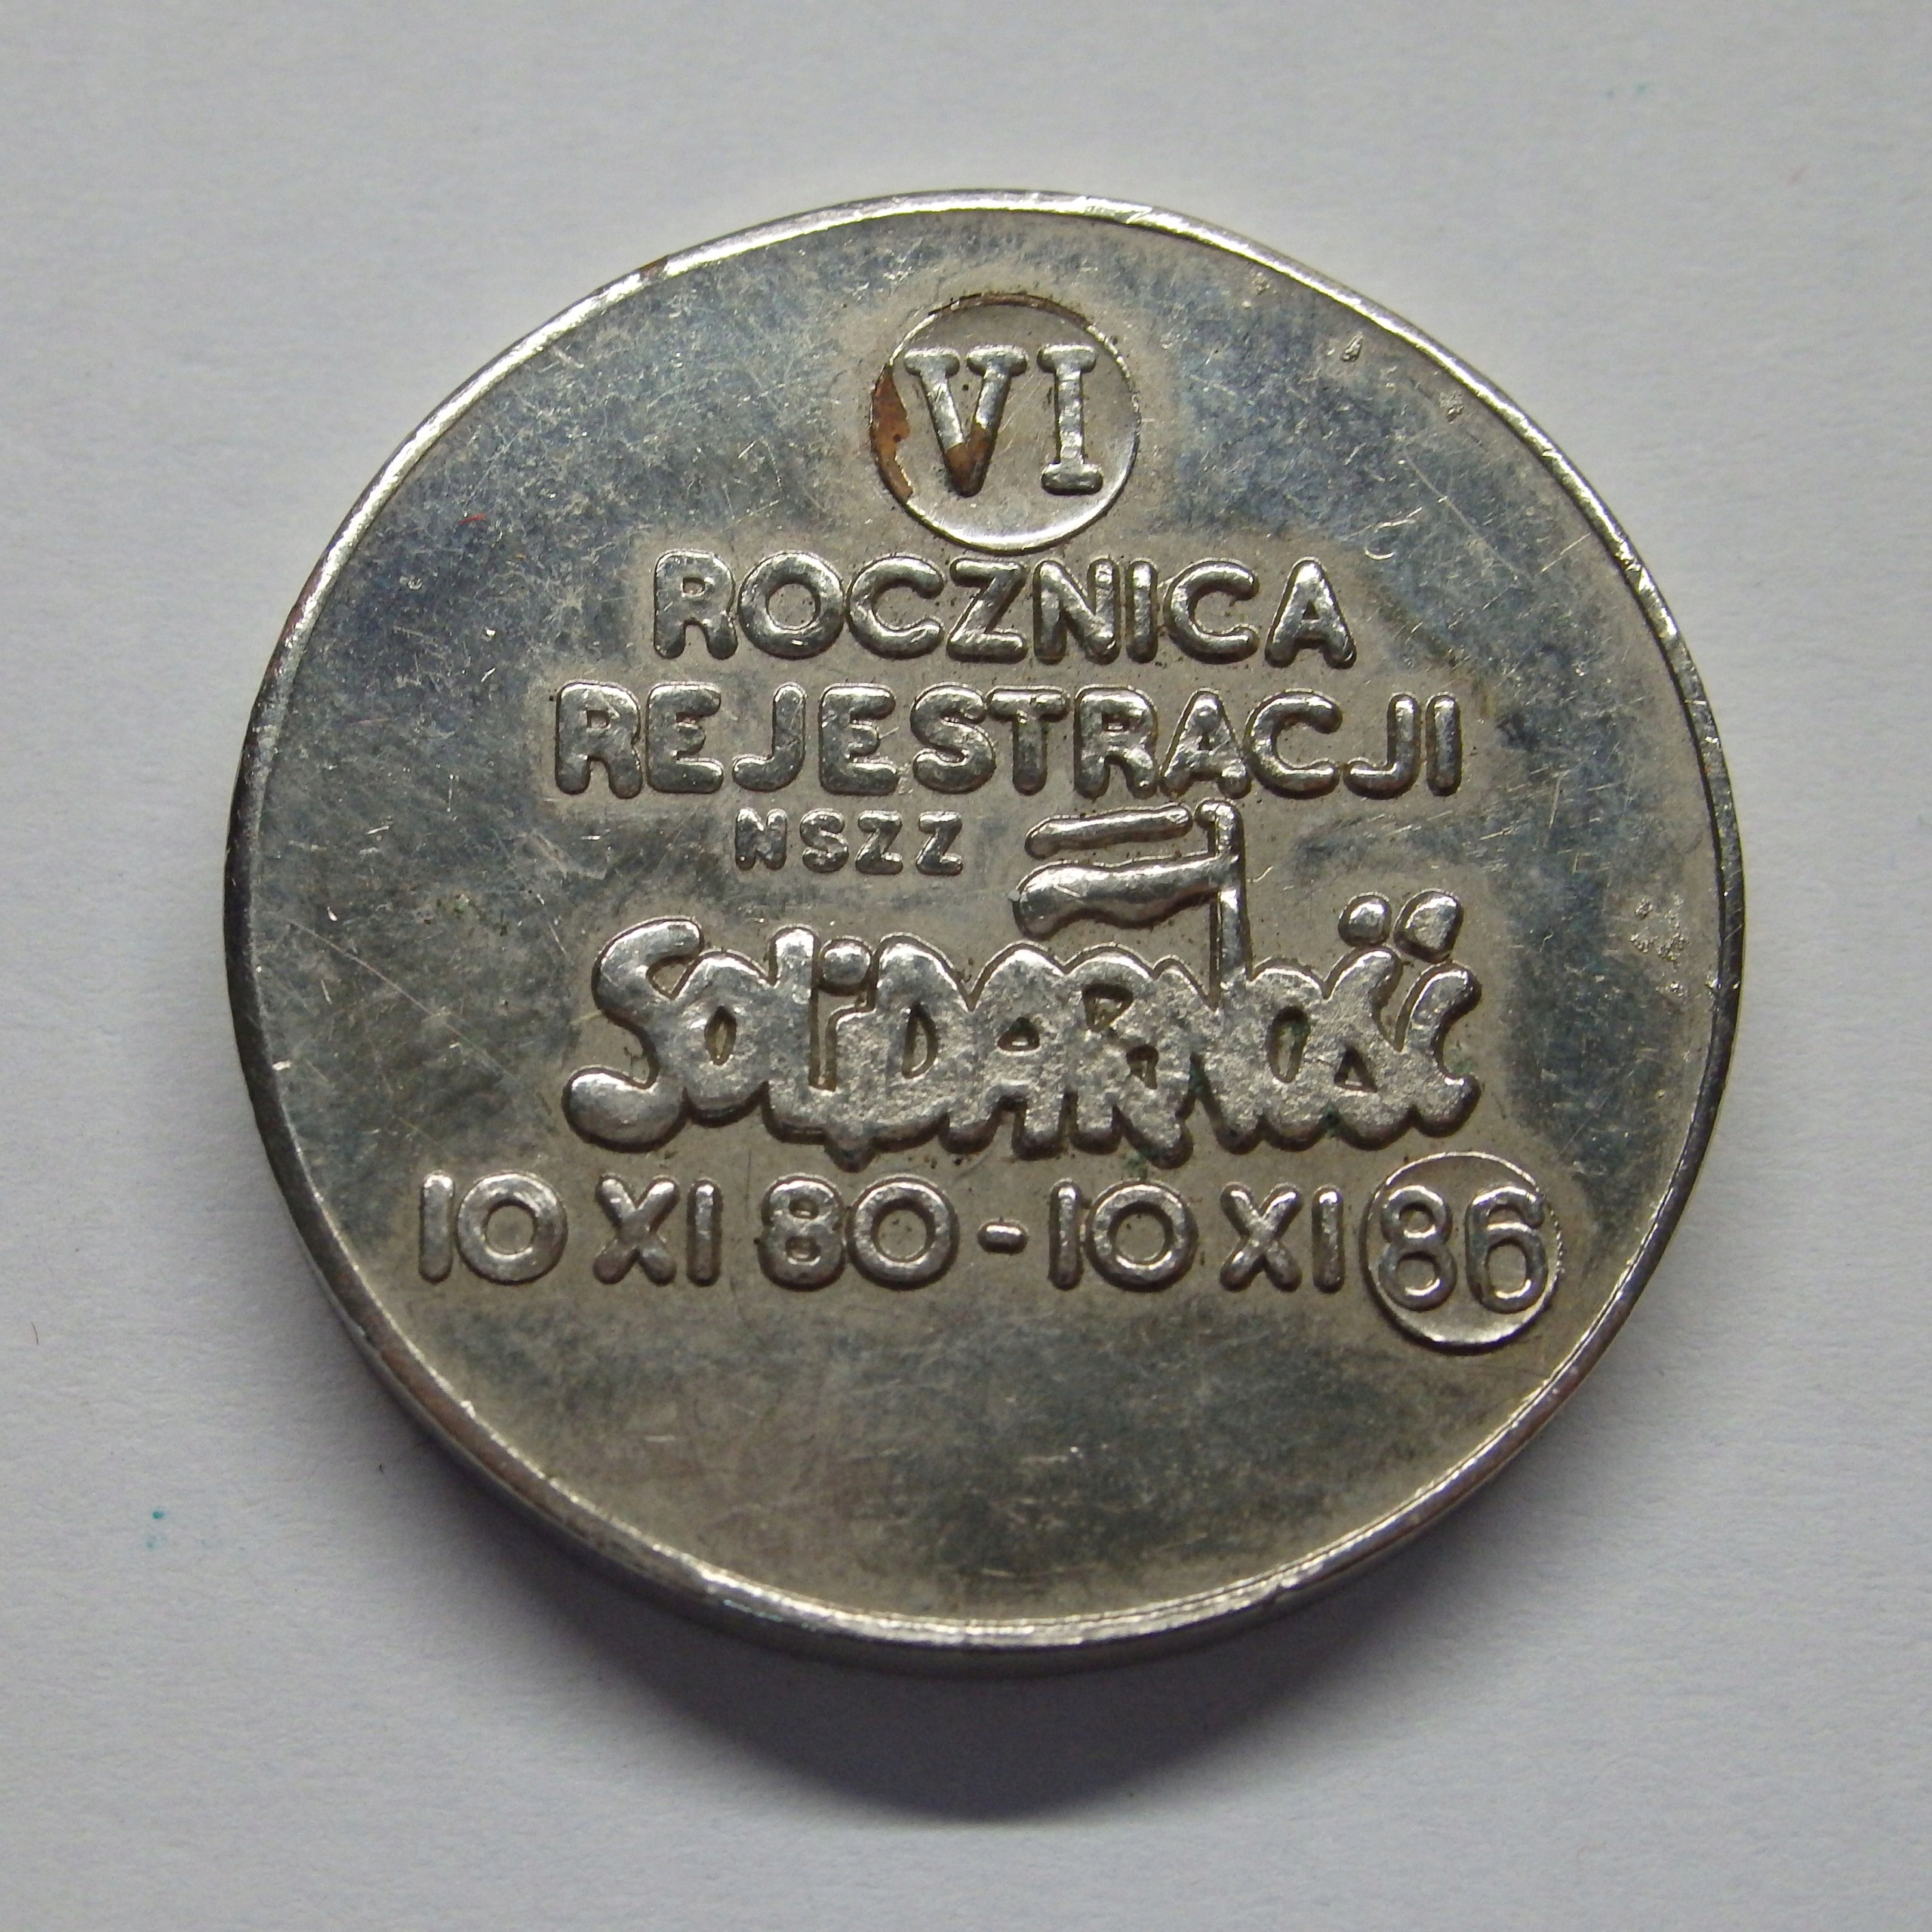 VI
ROCZNICA
REJESTRACJI
NSZZ
SOLiDARNOŚĆ
10 XI 80 - 10 XI 86